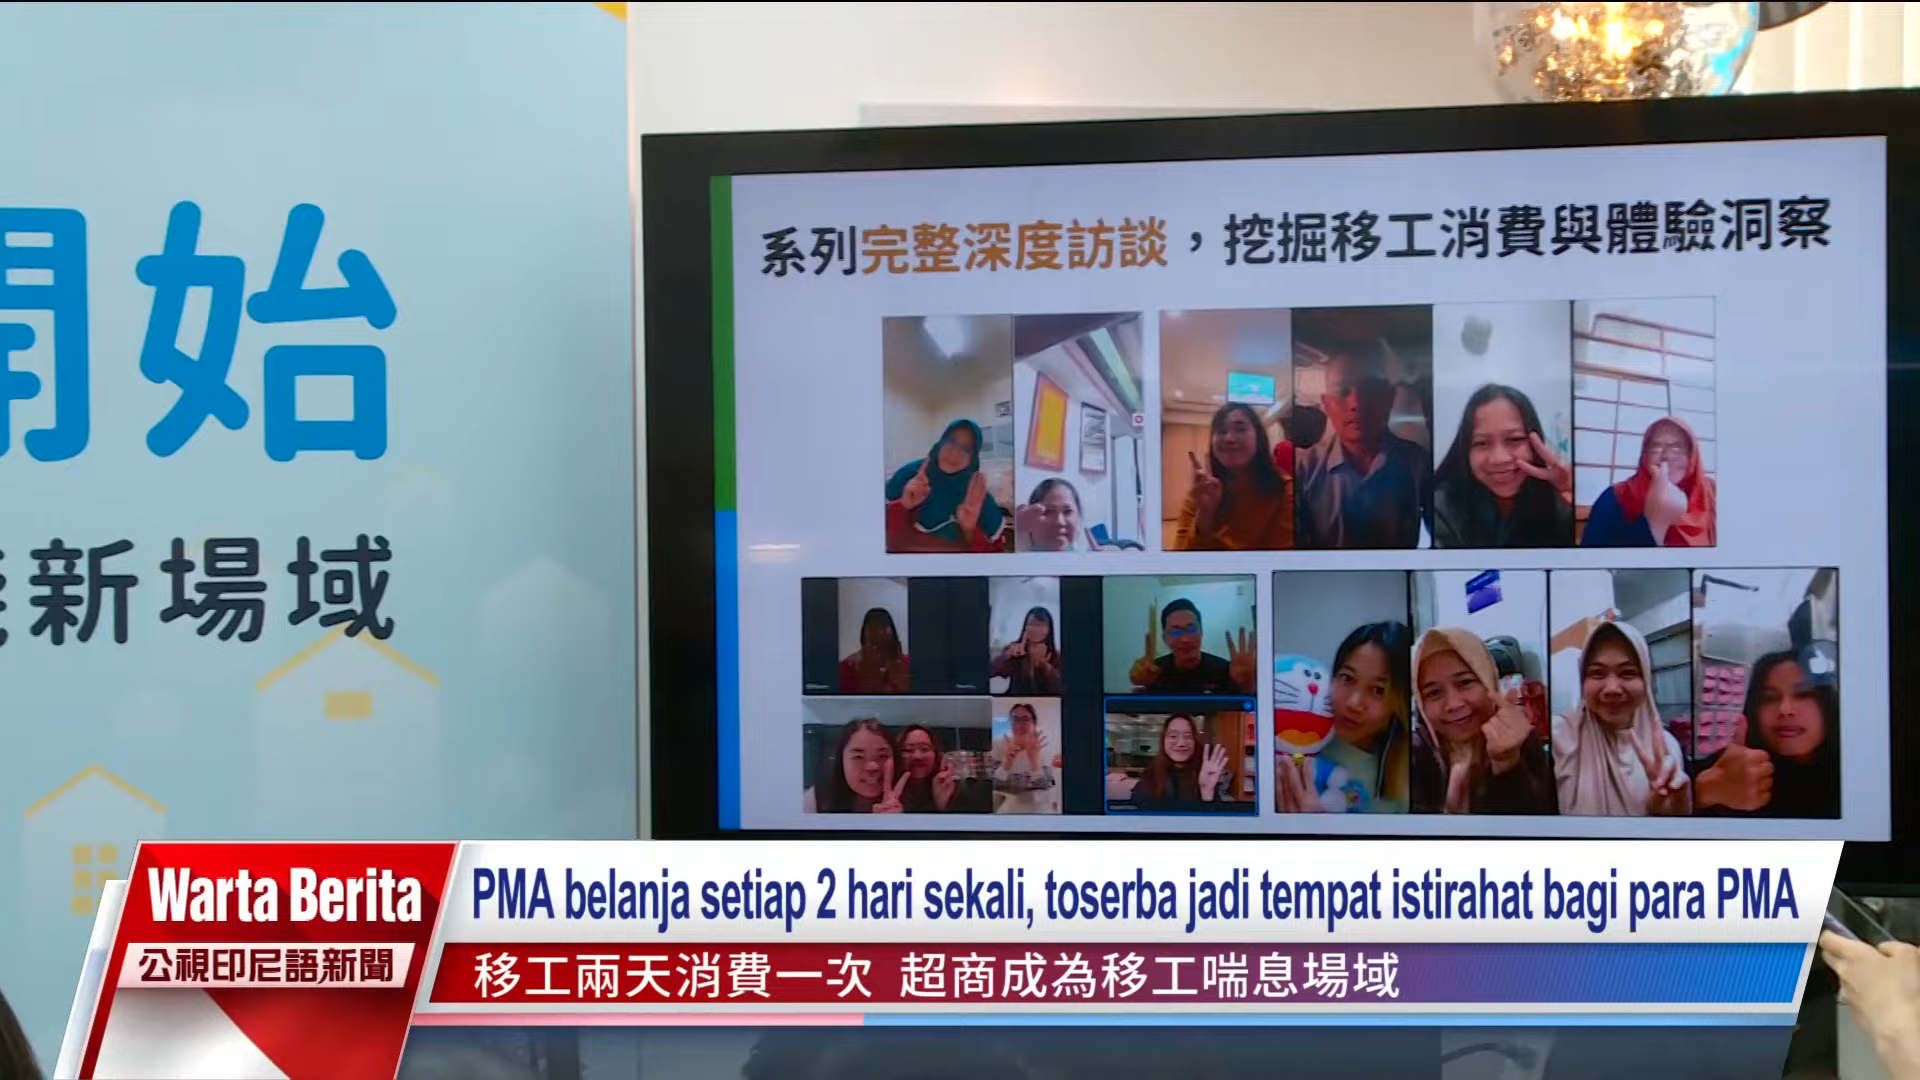 開始
新場域
系列完整深度訪談，挖掘移工消費與體驗洞察
Warta Berita
公視印尼語新聞
PMA belanja setiap 2 hari sekali, toserba jadi tempat istirahat bagi para PMA
移工兩天消費一次 超商成為移工喘息場域